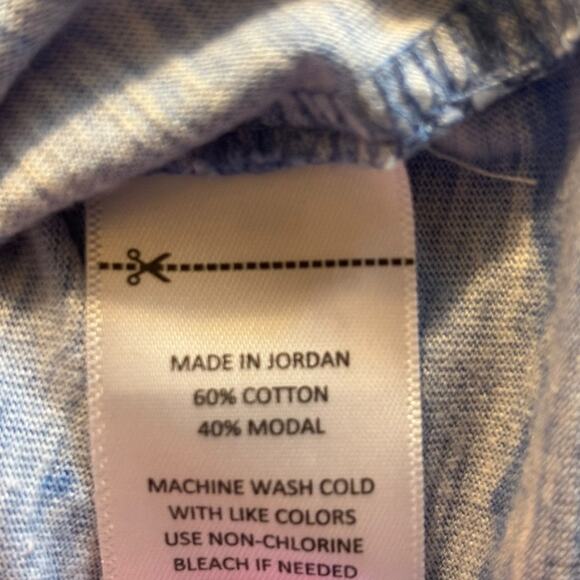 MADE IN JORDAN
60% COTTON
40% MODAL
MACHINE WASH COLD
WITH LIKE COLORS
USE NON-CHLORINE
BLEACH IF NEEDED